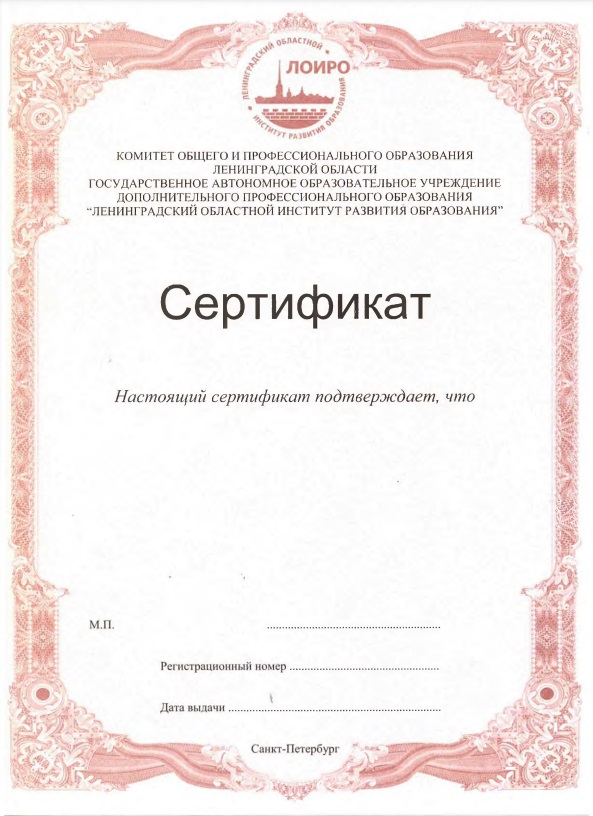 ЛЕНИНГРАДСКИЙ ОБЛАСТНОЙ
ЛОИРО
ИНСТИТУТ РАЗВИТИЯ ОБРАЗОВАНИЯ
КОМИТЕТ ОБЩЕГО И ПРОФЕССИОНАЛЬНОГО ОБРАЗОВАНИЯ
ЛЕНИНГРАДСКОЙ ОБЛАСТИ
ГОСУДАРСТВЕННОЕ АВТОНОМНОЕ ОБРАЗОВАТЕЛЬНОЕ УЧРЕЖДЕНИЕ
ДОПОЛНИТЕЛЬНОГО ПРОФЕССИОНАЛЬНОГО ОБРАЗОВАНИЯ
“ЛЕНИНГРАДСКИЙ ОБЛАСТНОЙ ИНСТИТУТ РАЗВИТИЯ ОБРАЗОВАНИЯ”
Сертификат
Настоящий сертификат подтверждает, что
М.П. ..........................................................
Регистрационный номер ..................................................
Дата выдачи .......................................................................
Санкт-Петербург